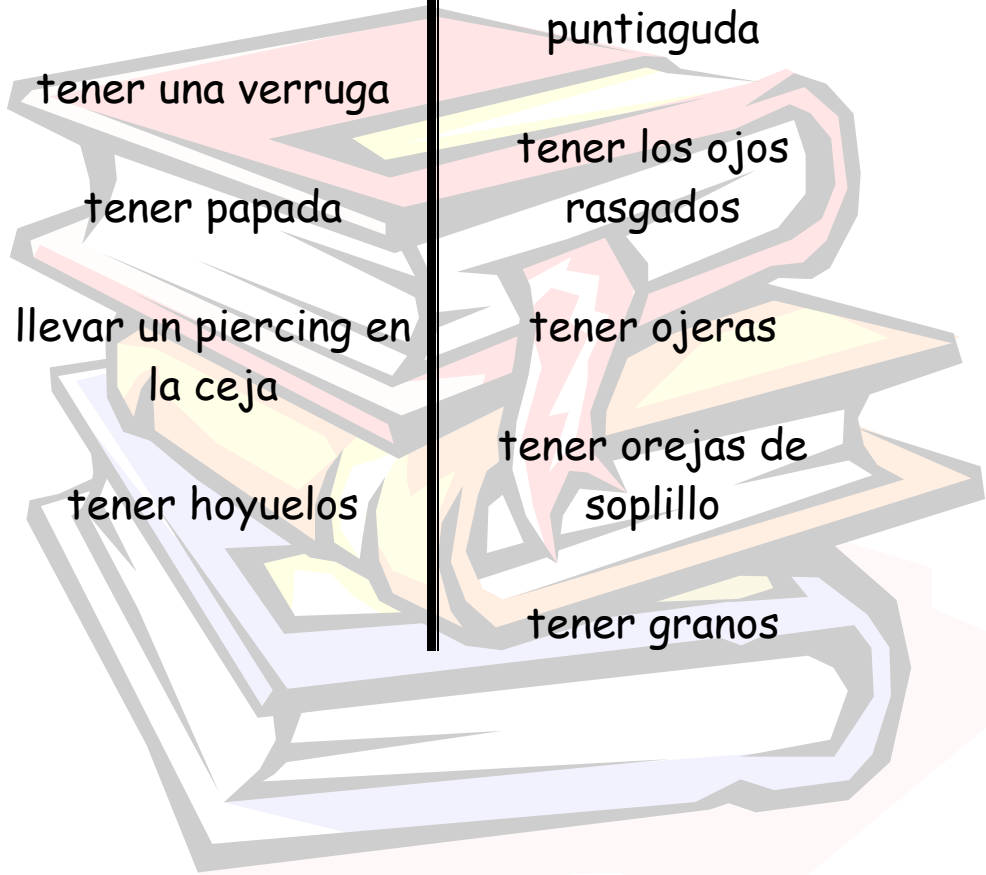 tener una verruga
tener papada
llevar un piercing en
la ceja
tener hoyuelos
puntiaguda
tener los ojos
rasgados
tener ojeras
tener orejas de
soplillo
tener granos